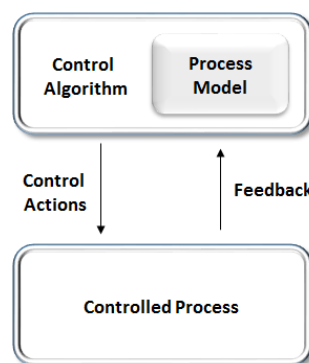 Control
Algorithm
Process
Model
Control
Actions
Feedback
Controlled Process